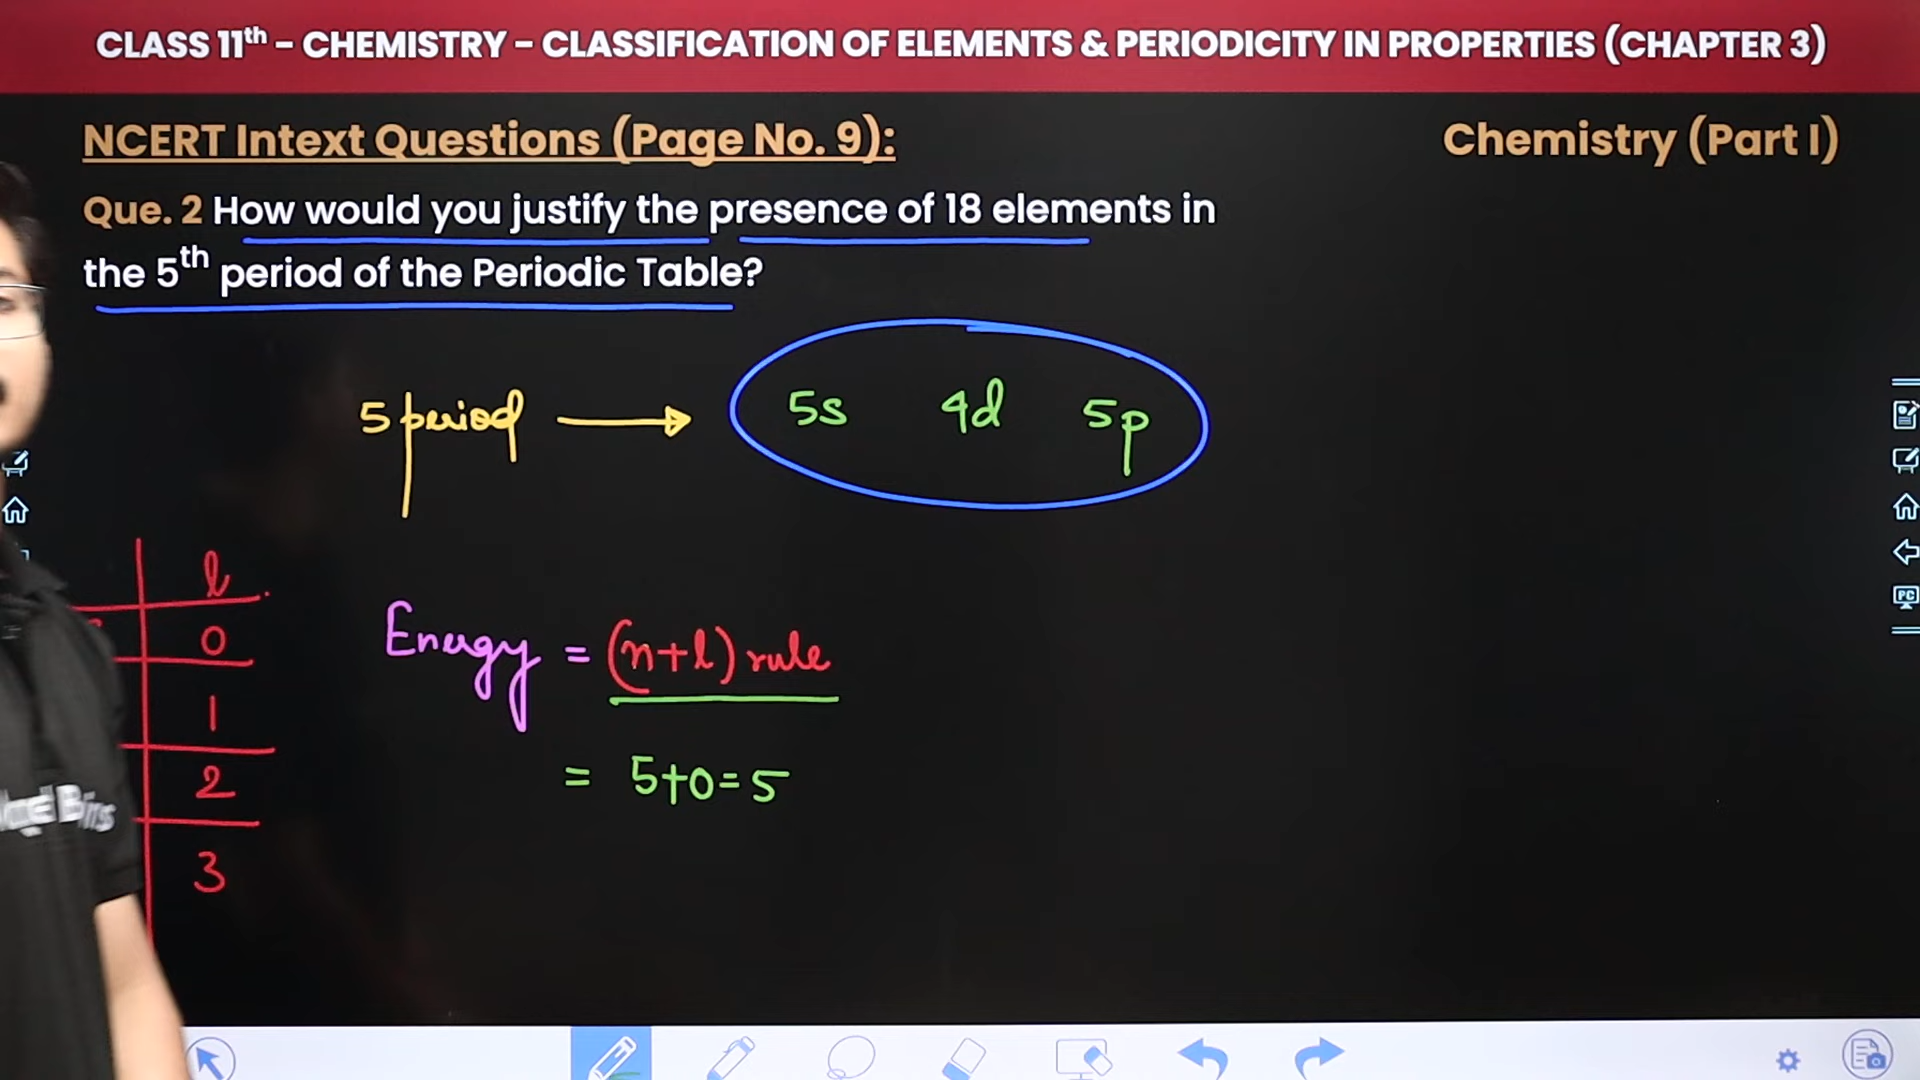 CLASS 11th – CHEMISTRY – CLASSIFICATION OF ELEMENTS & PERIODICITY IN PROPERTIES (CHAPTER 3)
NCERT Intext Questions (Page No. 9):
Chemistry (Part I)
Que. 2 How would you justify the presence of 18 elements in
the 5th period of the Periodic Table?
5 period → 5s 4d 5p
l
0
1
2
3
Energy = (n+l) rule
= 5+0=5
PC